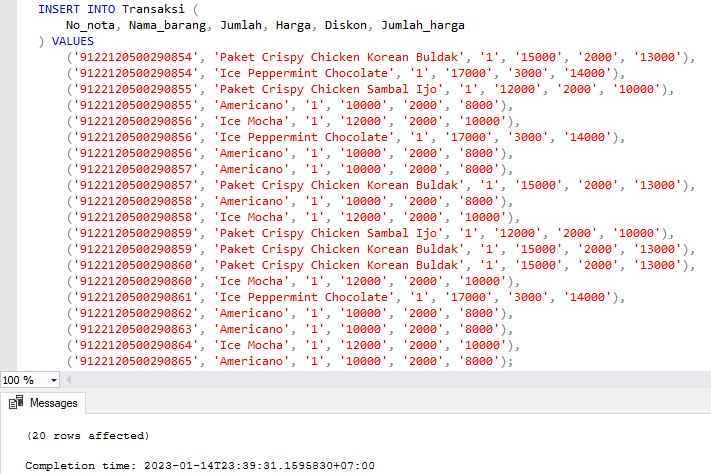 INSERT INTO Transaksi (
No_nota, Nama_barang, Jumlah, Harga, Diskon, Jumlah_harga
) VALUES
('9122120500290854', 'Paket Crispy Chicken Korean Buldak', '1', '15000', '2000', '13000'),
('9122120500290854', 'Ice Peppermint Chocolate', '1', '17000', '3000', '14000'),
('9122120500290855', 'Paket Crispy Chicken Sambal Ijo', '1', '12000', '2000', '10000'),
('9122120500290855', 'Americano', '1', '10000', '2000', '8000'),
('9122120500290856', 'Ice Mocha', '1', '12000', '2000', '10000'),
('9122120500290856', 'Ice Peppermint Chocolate', '1', '17000', '3000', '14000'),
('9122120500290856', 'Americano', '1', '10000', '2000', '8000'),
('9122120500290857', 'Americano', '1', '10000', '2000', '8000'),
('9122120500290857', 'Paket Crispy Chicken Korean Buldak', '1', '15000', '2000', '13000'),
('9122120500290858', 'Americano', '1', '10000', '2000', '8000'),
('9122120500290858', 'Ice Mocha', '1', '12000', '2000', '10000'),
('9122120500290859', 'Paket Crispy Chicken Sambal Ijo', '1', '12000', '2000', '10000'),
('9122120500290859', 'Paket Crispy Chicken Korean Buldak', '1', '15000', '2000', '13000'),
('9122120500290860', 'Paket Crispy Chicken Korean Buldak', '1', '15000', '2000', '13000'),
('9122120500290860', 'Ice Mocha', '1', '12000', '2000', '10000'),
('9122120500290861', 'Ice Peppermint Chocolate', '1', '17000', '3000', '14000'),
('9122120500290862', 'Americano', '1', '10000', '2000', '8000'),
('9122120500290863', 'Americano', '1', '10000', '2000', '8000'),
('9122120500290864', 'Ice Mocha', '1', '12000', '2000', '10000'),
('9122120500290865', 'Americano', '1', '10000', '2000', '8000');
100 %
Messages
(20 rows affected)
Completion time: 2023-01-14T23:39:31.1595830+07:00